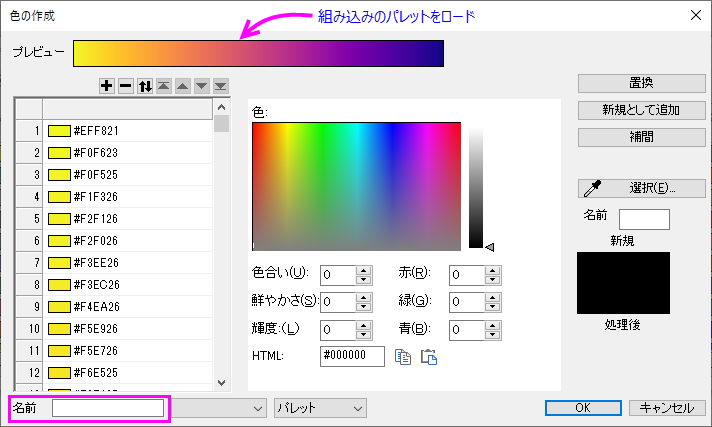 色の作成
組み込みのパレットをロード
プレビュー
1 #EFF821
2 #F0F623
3 #F0F525
4 #F1F326
5 #F2F126
6 #F2F026
7 #F3EE26
8 #F3EC26
9 #F4EA26
10 #F5E926
11 #F5E726
12 #F6E525
色:
色合い(U): 0 赤(R): 0
鮮やかさ(S): 0 緑(G): 0
輝度:(L) 0 青(B): 0
HTML: #000000
置換
新規として追加
補間
選択(E)...
名前
新規
処理後
名前
パレット
OK
キャンセル